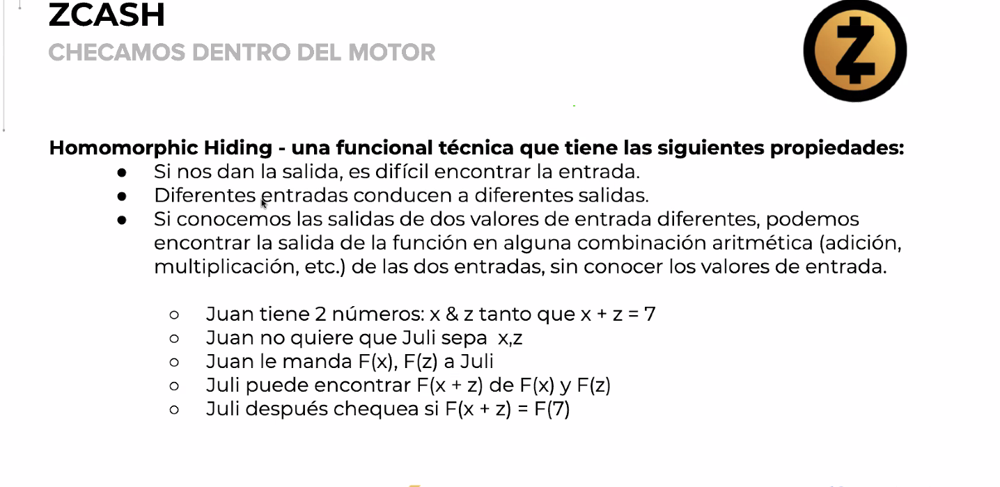 ZCASH
CHECAMOS DENTRO DEL MOTOR
Homomorphic Hiding - una funcional técnica que tiene las siguientes propiedades:
● Si nos dan la salida, es difícil encontrar la entrada.
● Diferentes entradas conducen a diferentes salidas.
● Si conocemos las salidas de dos valores de entrada diferentes, podemos
encontrar la salida de la función en alguna combinación aritmética (adición,
multiplicación, etc.) de las dos entradas, sin conocer los valores de entrada.
○ Juan tiene 2 números: x & z tanto que x + z = 7
○ Juan no quiere que Juli sepa x,z
○ Juan le manda F(x), F(z) a Juli
○ Juli puede encontrar F(x + z) de F(x) y F(z)
○ Juli después chequea si F(x + z) = F(7)